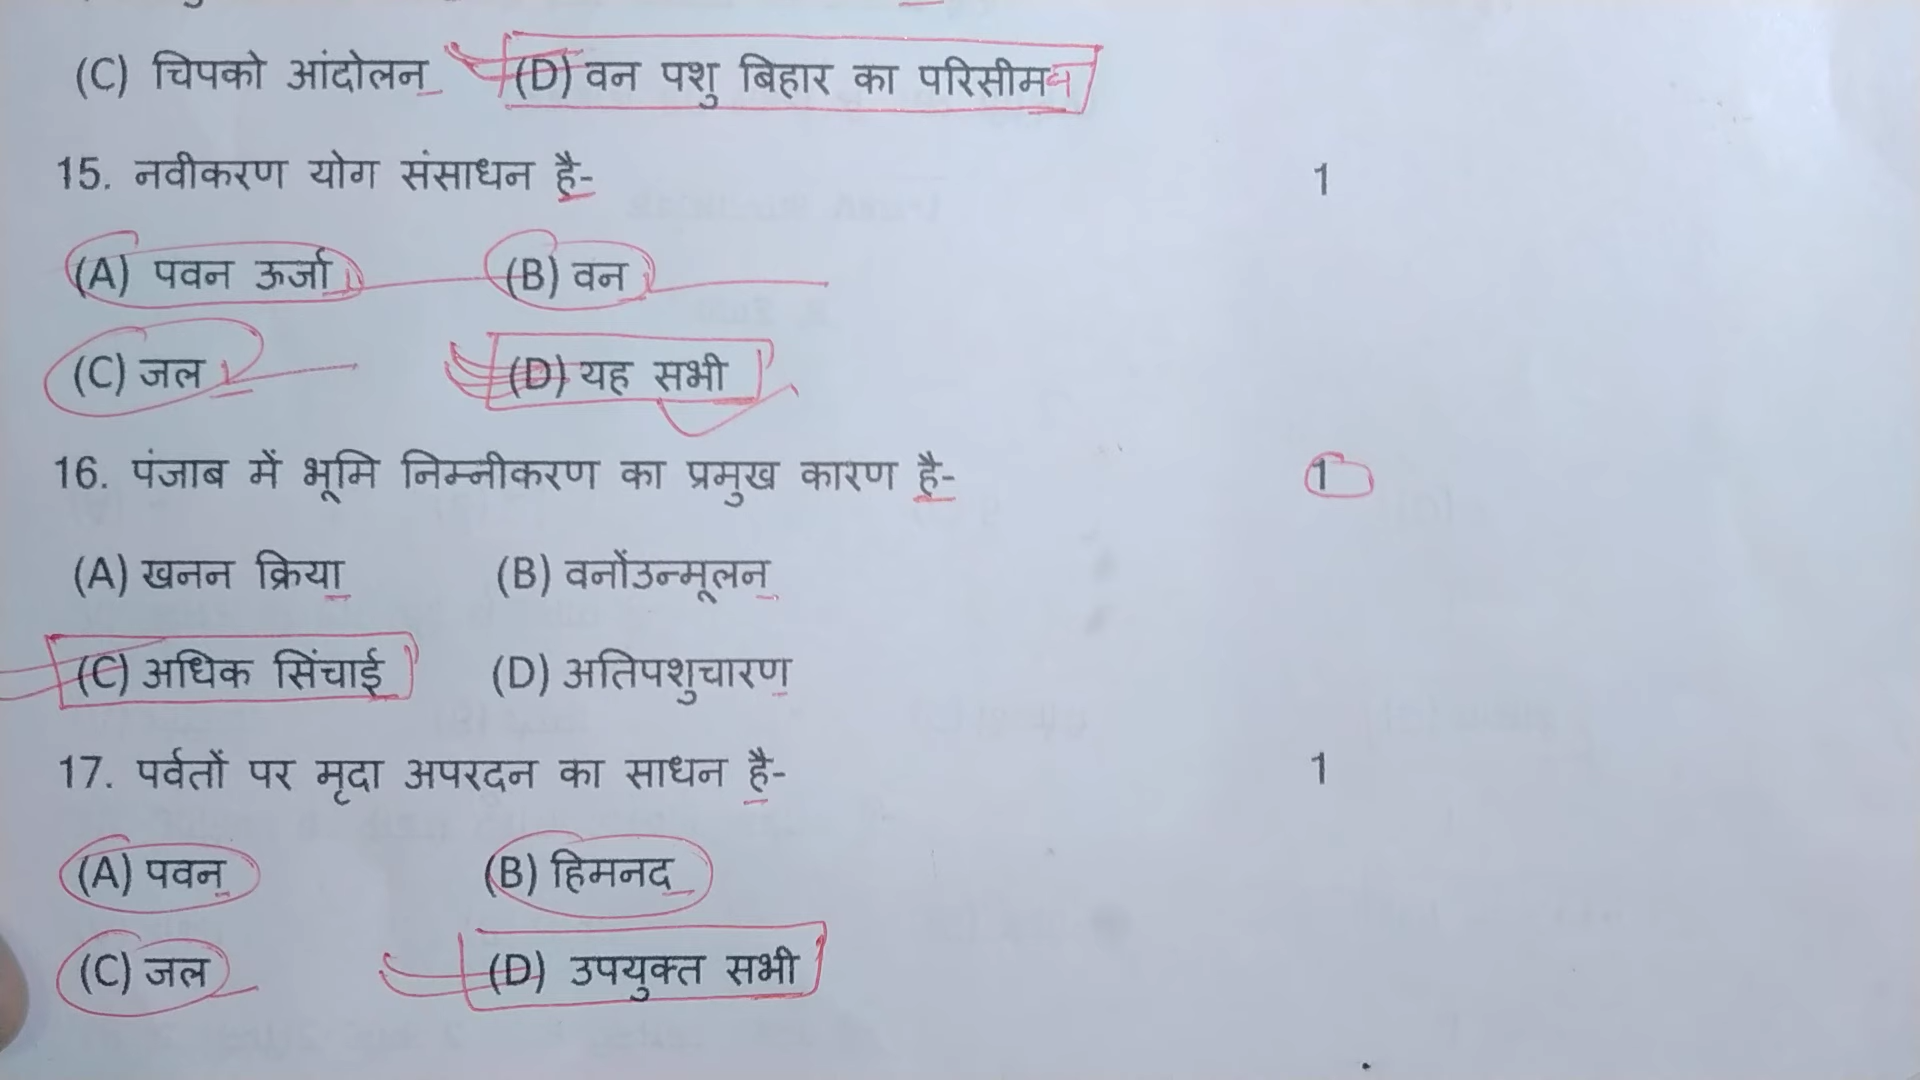 (C) चिपको आंदोलन (D) वन पशु बिहार का परिसीमन
15. नवीकरण योग संसाधन है- 1
(A) पवन ऊर्जा (B) वन
(C) जल (D) यह सभी
16. पंजाब में भूमि निम्नीकरण का प्रमुख कारण है- 1
(A) खनन क्रिया (B) वनोंउन्मूलन
(C) अधिक सिंचाई (D) अतिपशुचारण
17. पर्वतों पर मृदा अपरदन का साधन है- 1
(A) पवन (B) हिमनद
(C) जल (D) उपयुक्त सभी